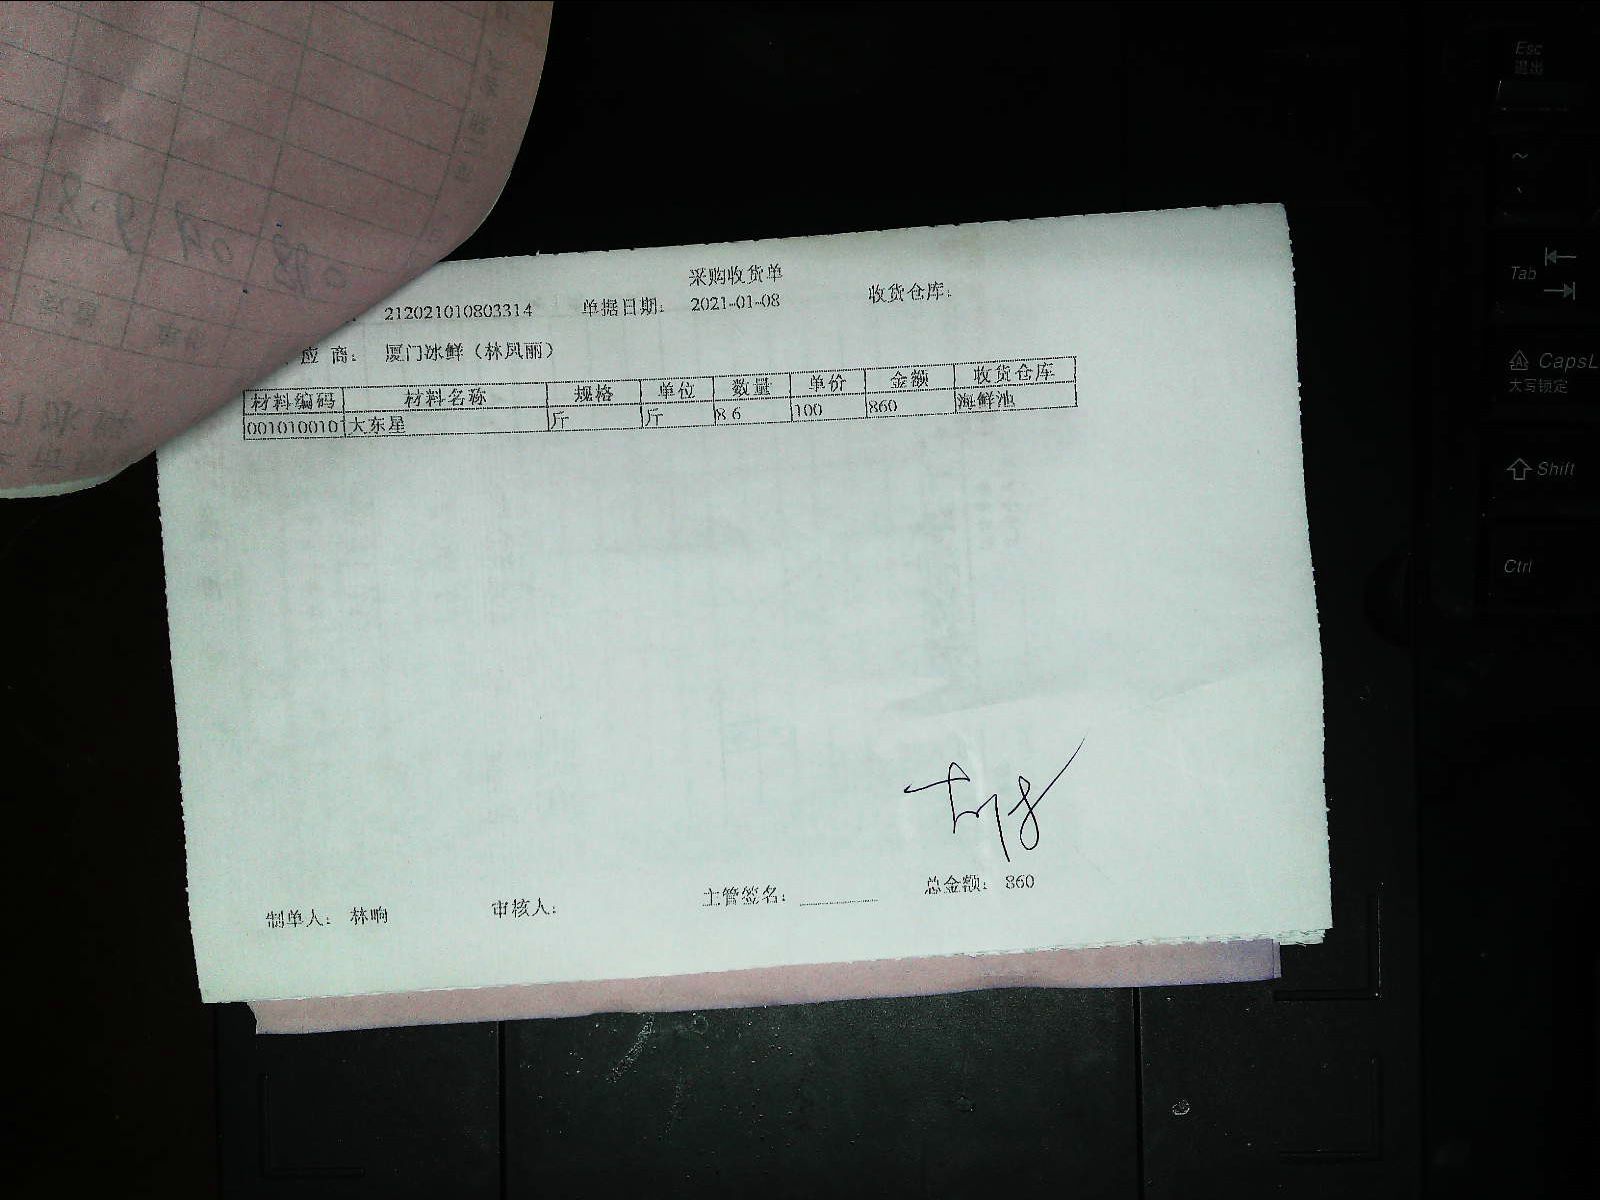 采购收货单
212021010803314 单据日期: 2021-01-08 收货仓库:
应 商: 厦门冰鲜（林凤丽）
材料编码 材料名称 规格 单位 数量 单价 金额 收货仓库
0010100101 大东星 斤 斤 8.6 100 860 海鲜池
总金额: 860
制单人: 林响 审核人: 主管签名:
Esc
退出
~
Tab
CapsL
大写锁定
Shift
Ctrl